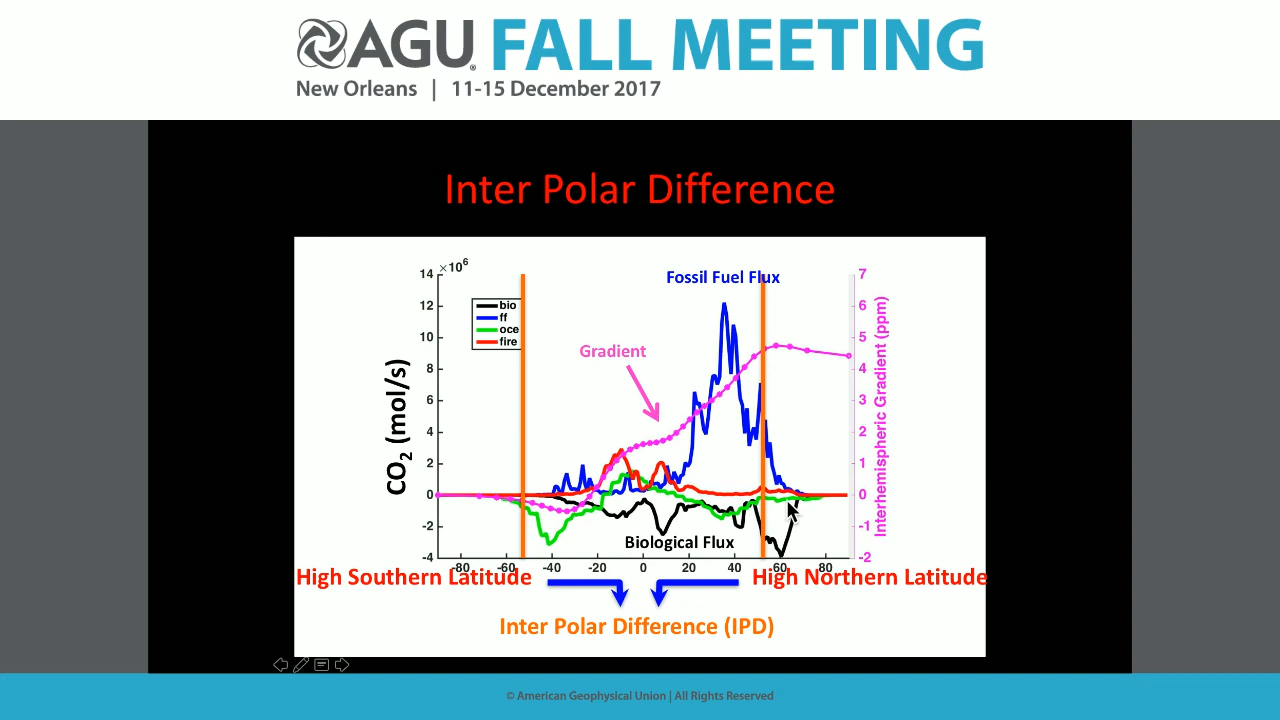 AGU FALL MEETING
New Orleans | 11-15 December 2017
Inter Polar Difference
×10⁶
Fossil Fuel Flux
14
12
10
8
6
4
2
0
-2
-4
bio
ff
oce
fire
Gradient
CO₂ (mol/s)
7
6
5
4
3
2
1
0
-1
-2
Interhemispheric Gradient (ppm)
Biological Flux
-80 -60 -40 -20 0 20 40 60 80
High Southern Latitude
High Northern Latitude
Inter Polar Difference (IPD)
© American Geophysical Union | All Rights Reserved